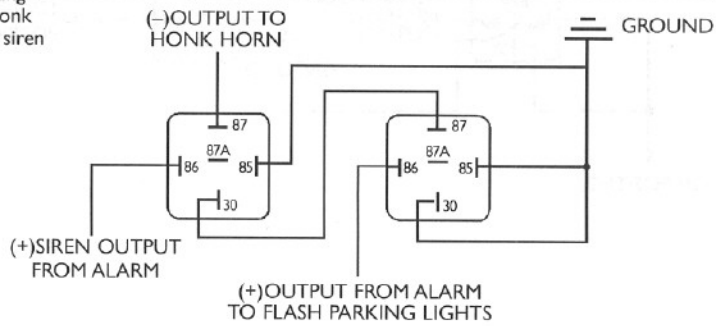 onk
siren
(–)OUTPUT TO
HONK HORN
GROUND
87
87A
86
85
30
87
87A
86
85
30
(+)SIREN OUTPUT
FROM ALARM
(+)OUTPUT FROM ALARM
TO FLASH PARKING LIGHTS